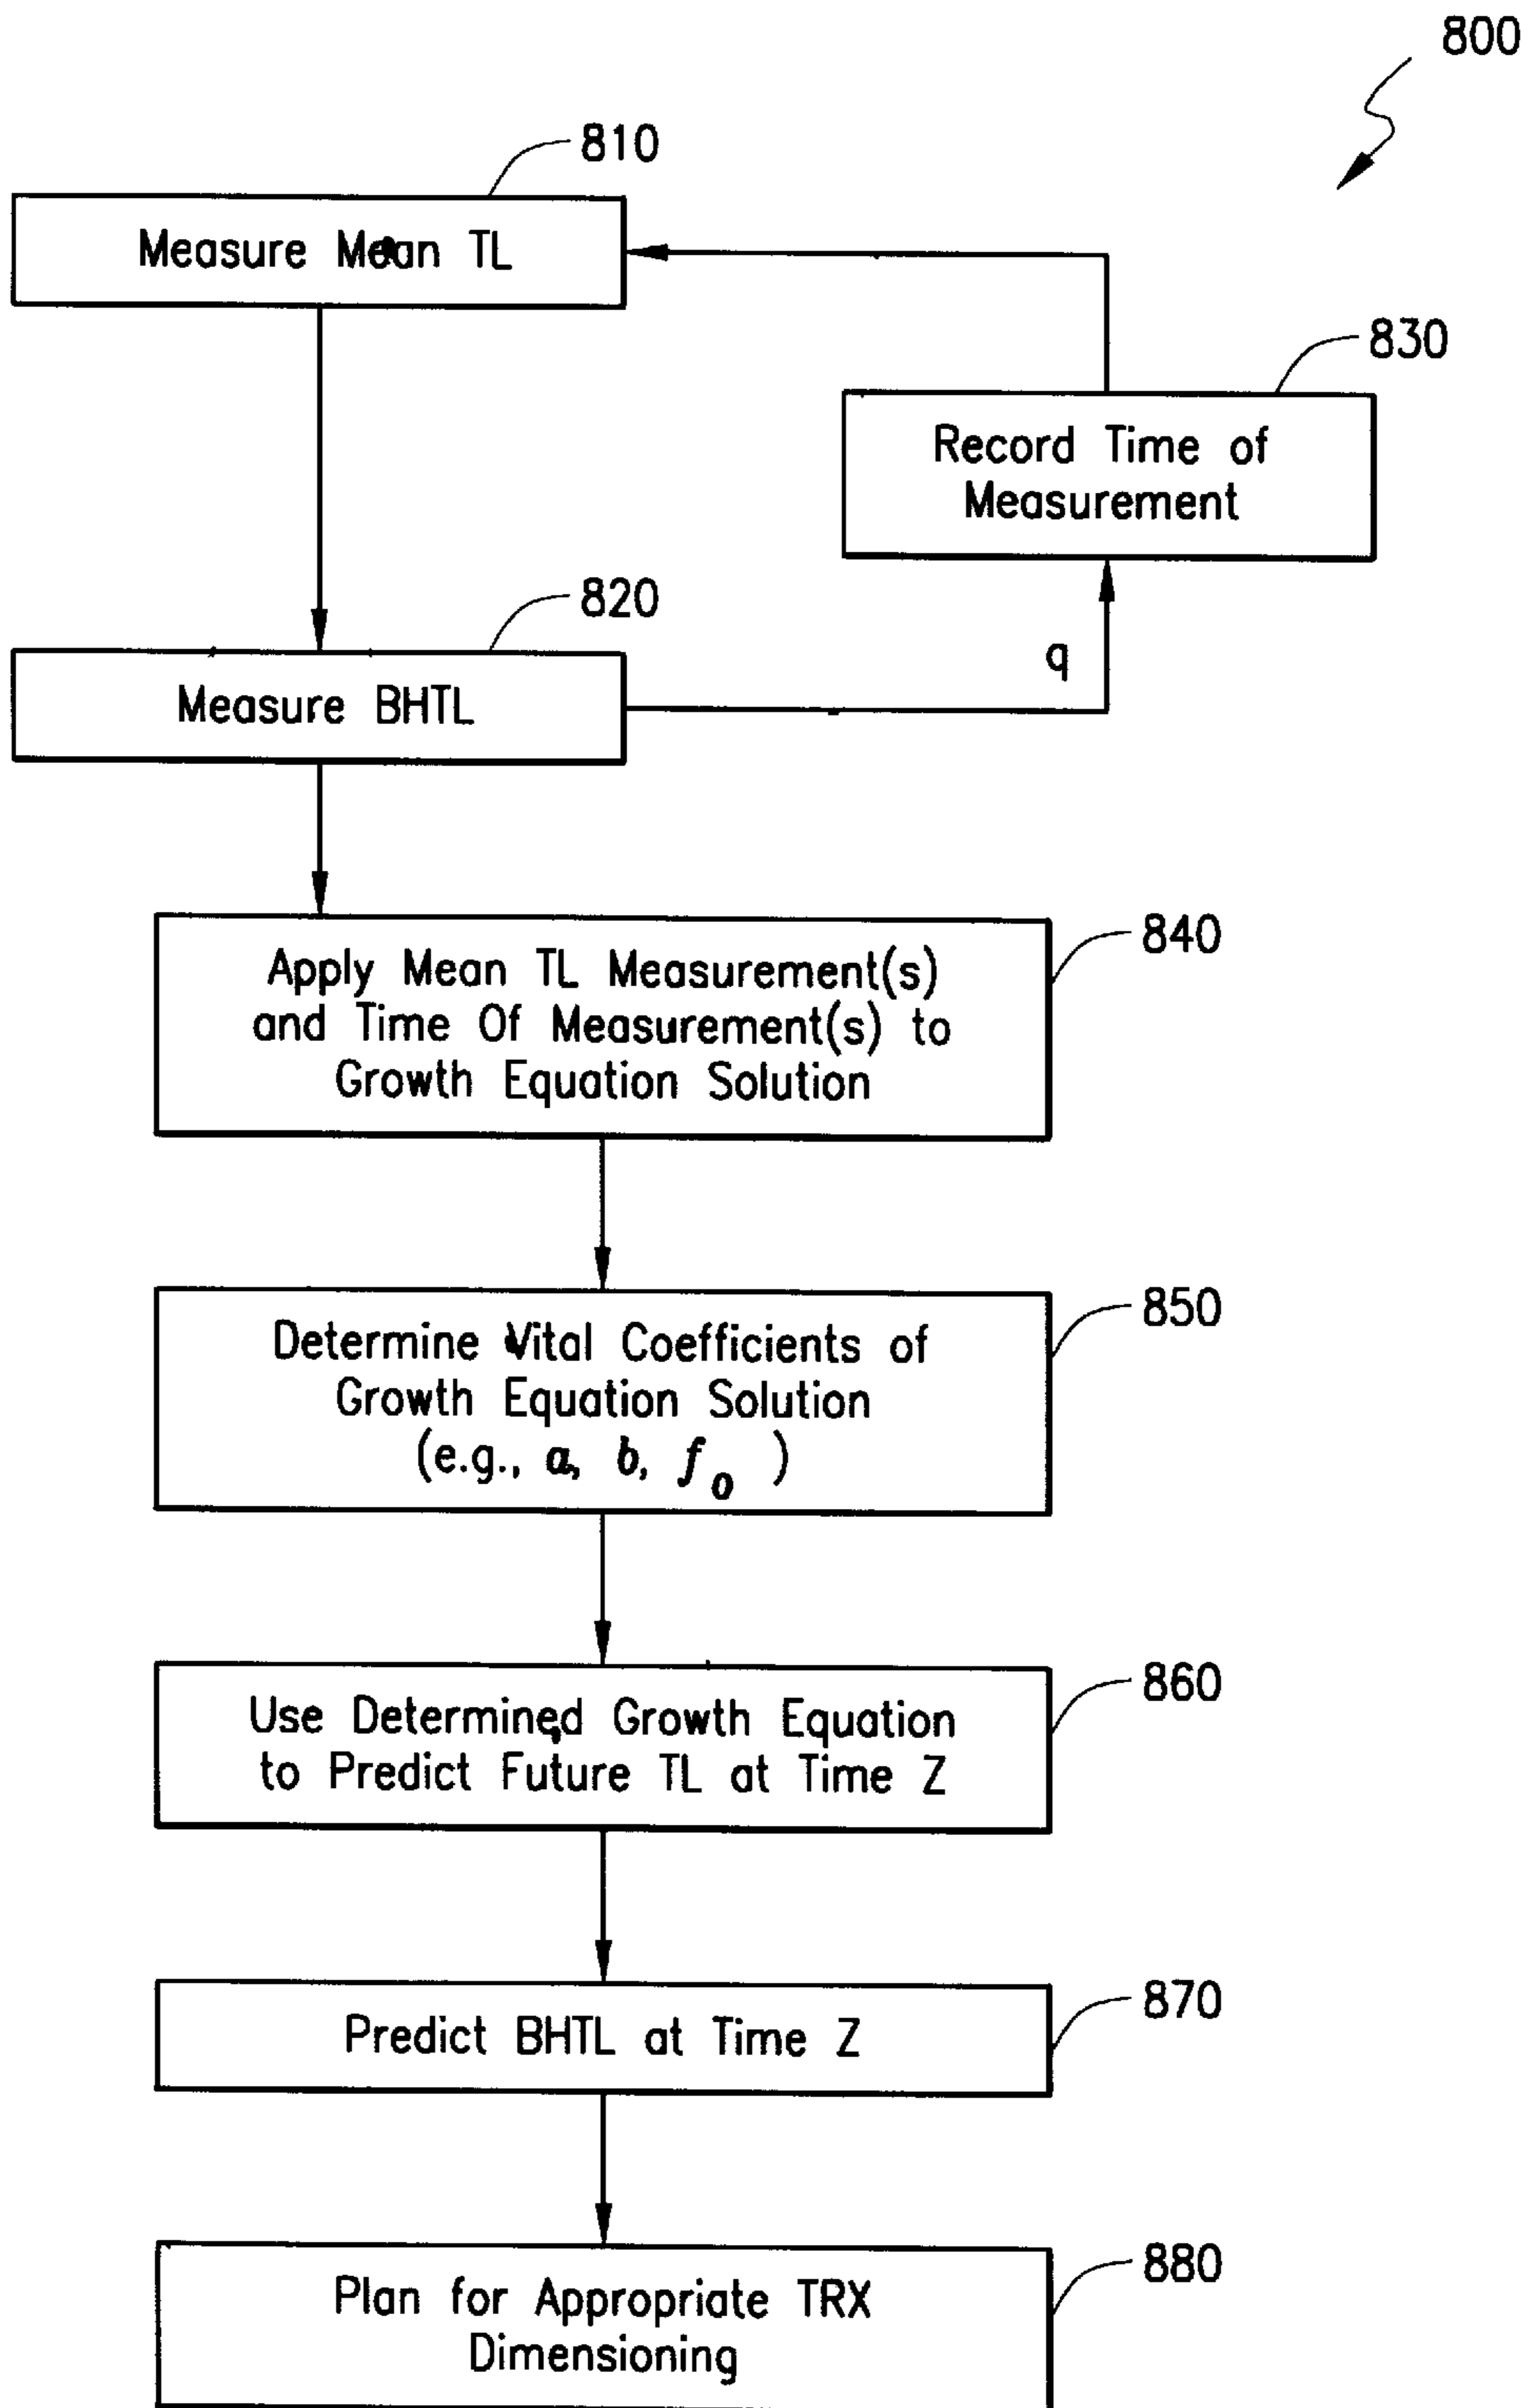 800
810
Measure Mean TL
830
Record Time of
Measurement
820
q
Measure BHTL
840
Apply Mean TL Measurement(s)
and Time Of Measurement(s) to
Growth Equation Solution
850
Determine Vital Coefficients of
Growth Equation Solution
(e.g., a, b, f₀ )
860
Use Determined Growth Equation
to Predict Future TL at Time Z
870
Predict BHTL at Time Z
880
Plan for Appropriate TRX
Dimensioning